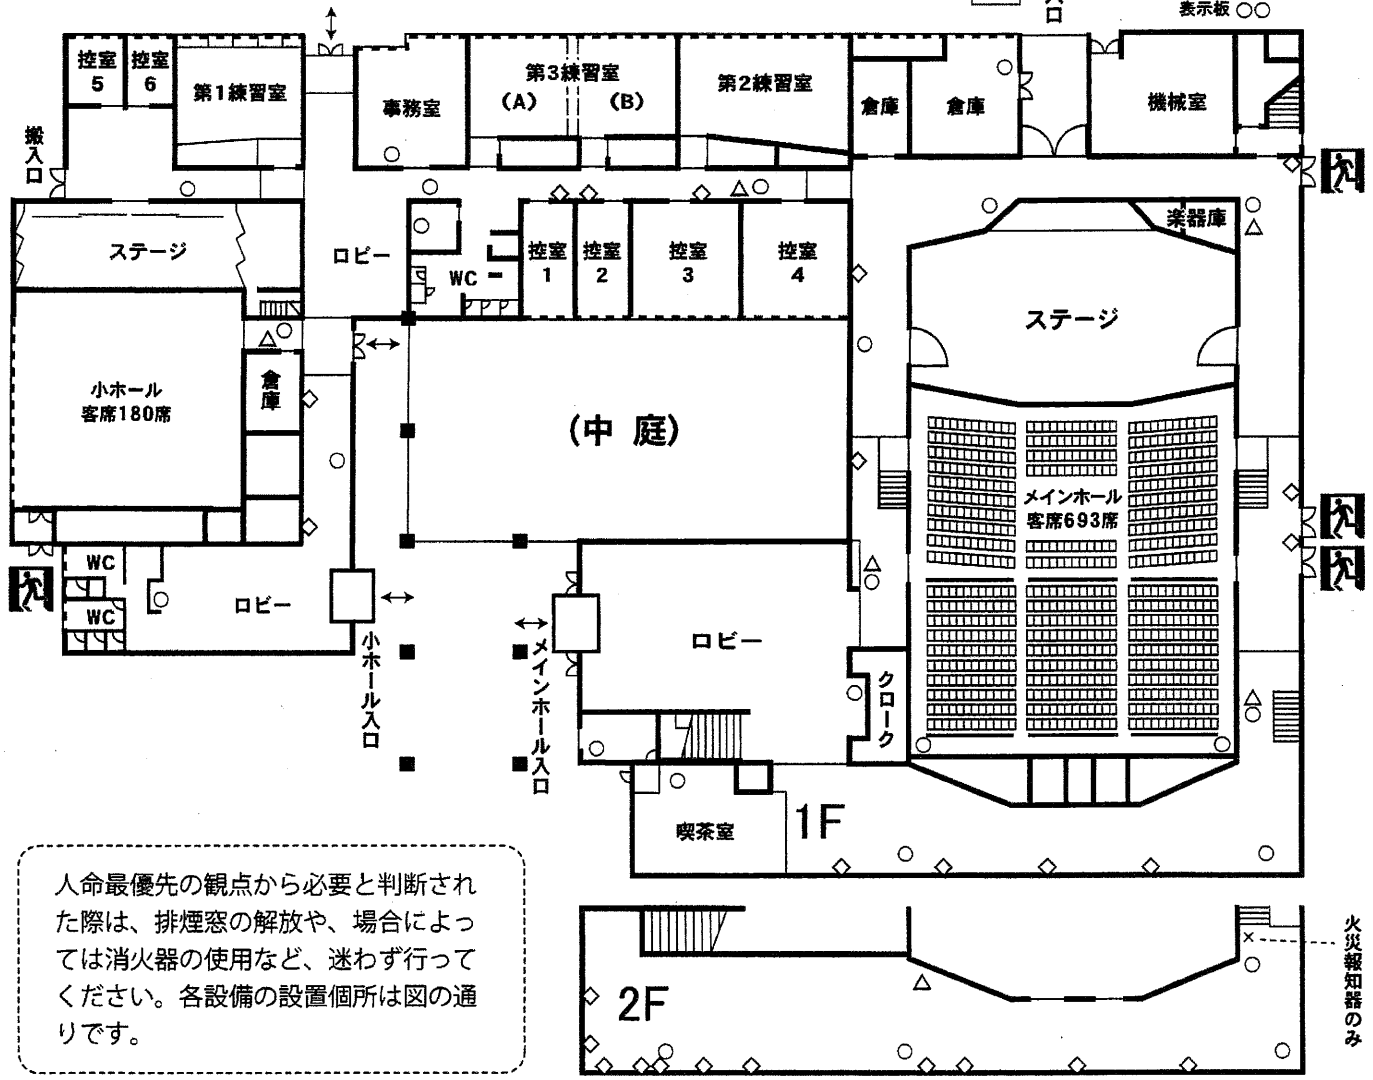 入口
表示板 ○○
控室
5
控室
6
第1練習室
事務室
第3練習室
（A）
（B）
第2練習室
倉庫
倉庫
機械室
搬入口
ステージ
ロビー
WC
控室
1
控室
2
控室
3
控室
4
楽器庫
ステージ
小ホール
客席180席
倉庫
（中 庭）
メインホール
客席693席
WC
WC
ロビー
小ホール入口
メインホール入口
ロビー
クローク
喫茶室
1F
人命最優先の観点から必要と判断され
た際は、排煙窓の解放や、場合によっ
ては消火器の使用など、迷わず行って
ください。各設備の設置個所は図の通
りです。
2F
火災報知器のみ